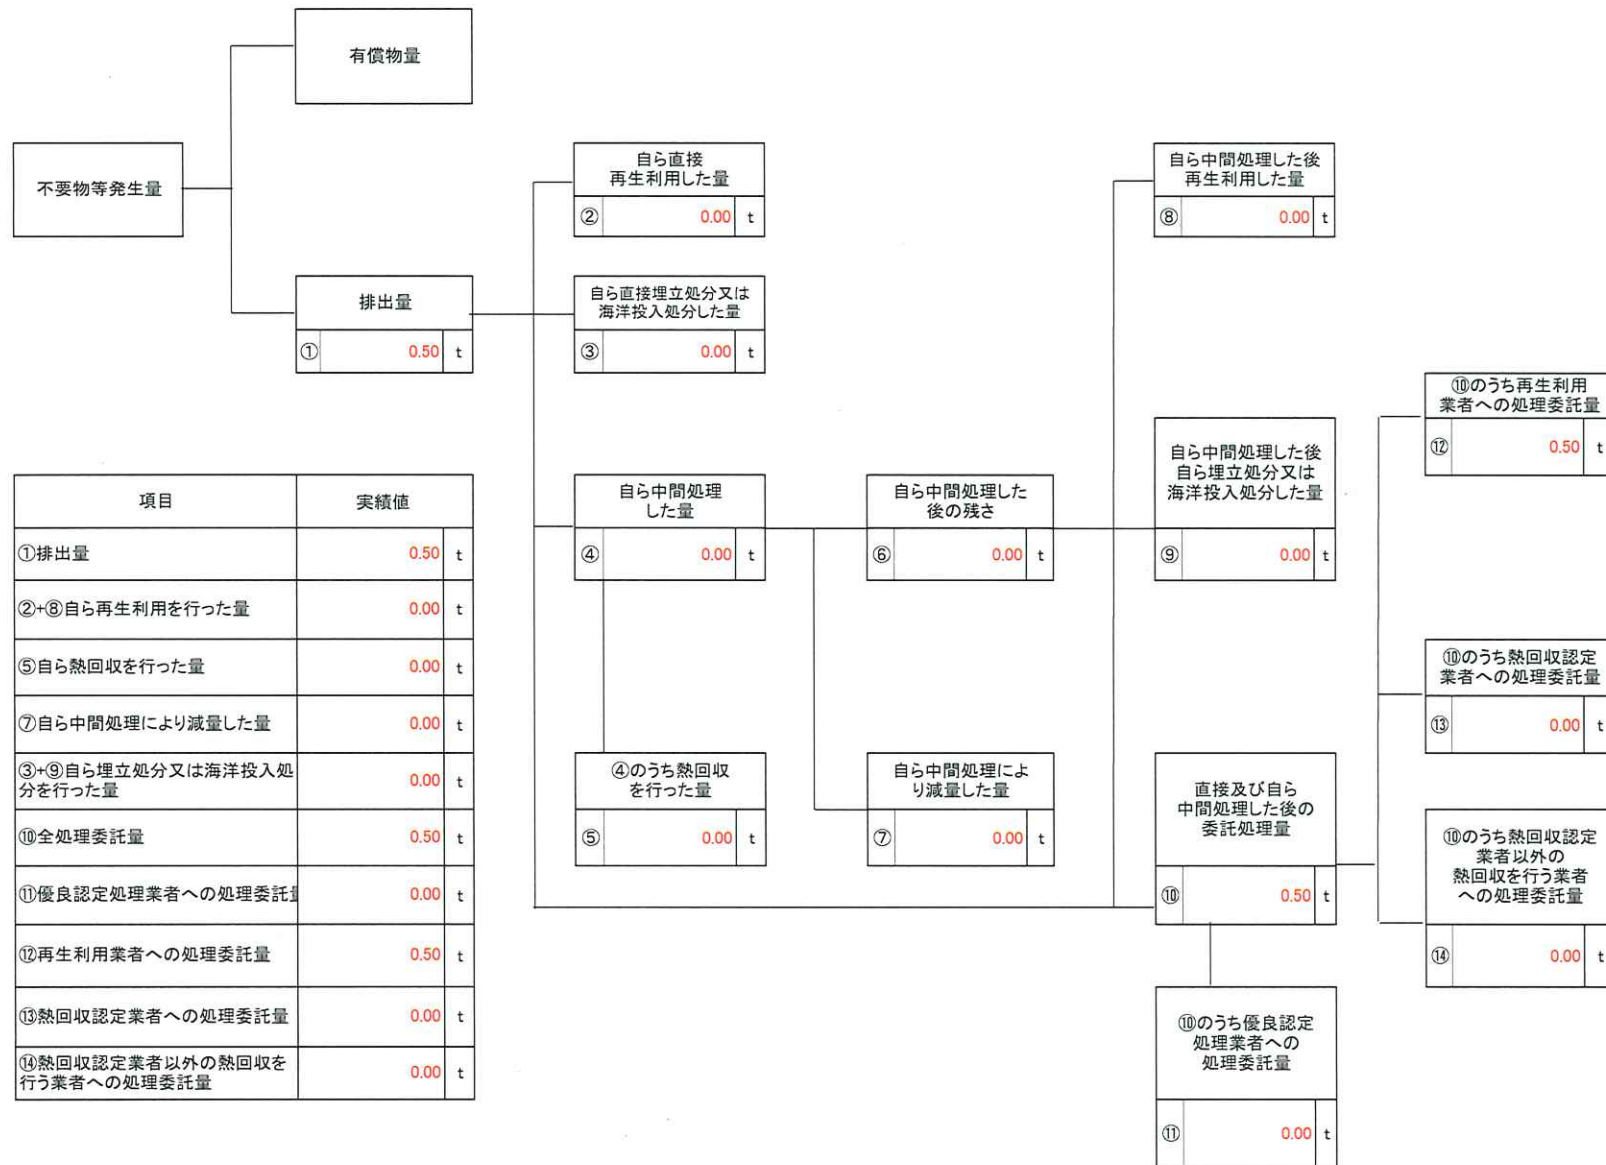 有償物量
不要物等発生量
排出量
① 0.50 t
自ら直接
再生利用した量
② 0.00 t
自ら直接埋立処分又は
海洋投入処分した量
③ 0.00 t
自ら中間処理
した量
④ 0.00 t
④のうち熱回収
を行った量
⑤ 0.00 t
自ら中間処理した
後の残さ
⑥ 0.00 t
自ら中間処理によ
り減量した量
⑦ 0.00 t
自ら中間処理した後
再生利用した量
⑧ 0.00 t
自ら中間処理した後
自ら埋立処分又は
海洋投入処分した量
⑨ 0.00 t
直接及び自ら
中間処理した後の
委託処理量
⑩ 0.50 t
⑩のうち優良認定
処理業者への
処理委託量
⑪ 0.00 t
⑩のうち再生利用
業者への処理委託量
⑫ 0.50 t
⑩のうち熱回収認定
業者への処理委託量
⑬ 0.00 t
⑩のうち熱回収認定
業者以外の
熱回収を行う業者
への処理委託量
⑭ 0.00 t
項目 実績値
①排出量 0.50 t
②+⑧自ら再生利用を行った量 0.00 t
⑤自ら熱回収を行った量 0.00 t
⑦自ら中間処理により減量した量 0.00 t
③+⑨自ら埋立処分又は海洋投入処
分を行った量 0.00 t
⑩全処理委託量 0.50 t
⑪優良認定処理業者への処理委託量 0.00 t
⑫再生利用業者への処理委託量 0.50 t
⑬熱回収認定業者への処理委託量 0.00 t
⑭熱回収認定業者以外の熱回収を
行う業者への処理委託量 0.00 t